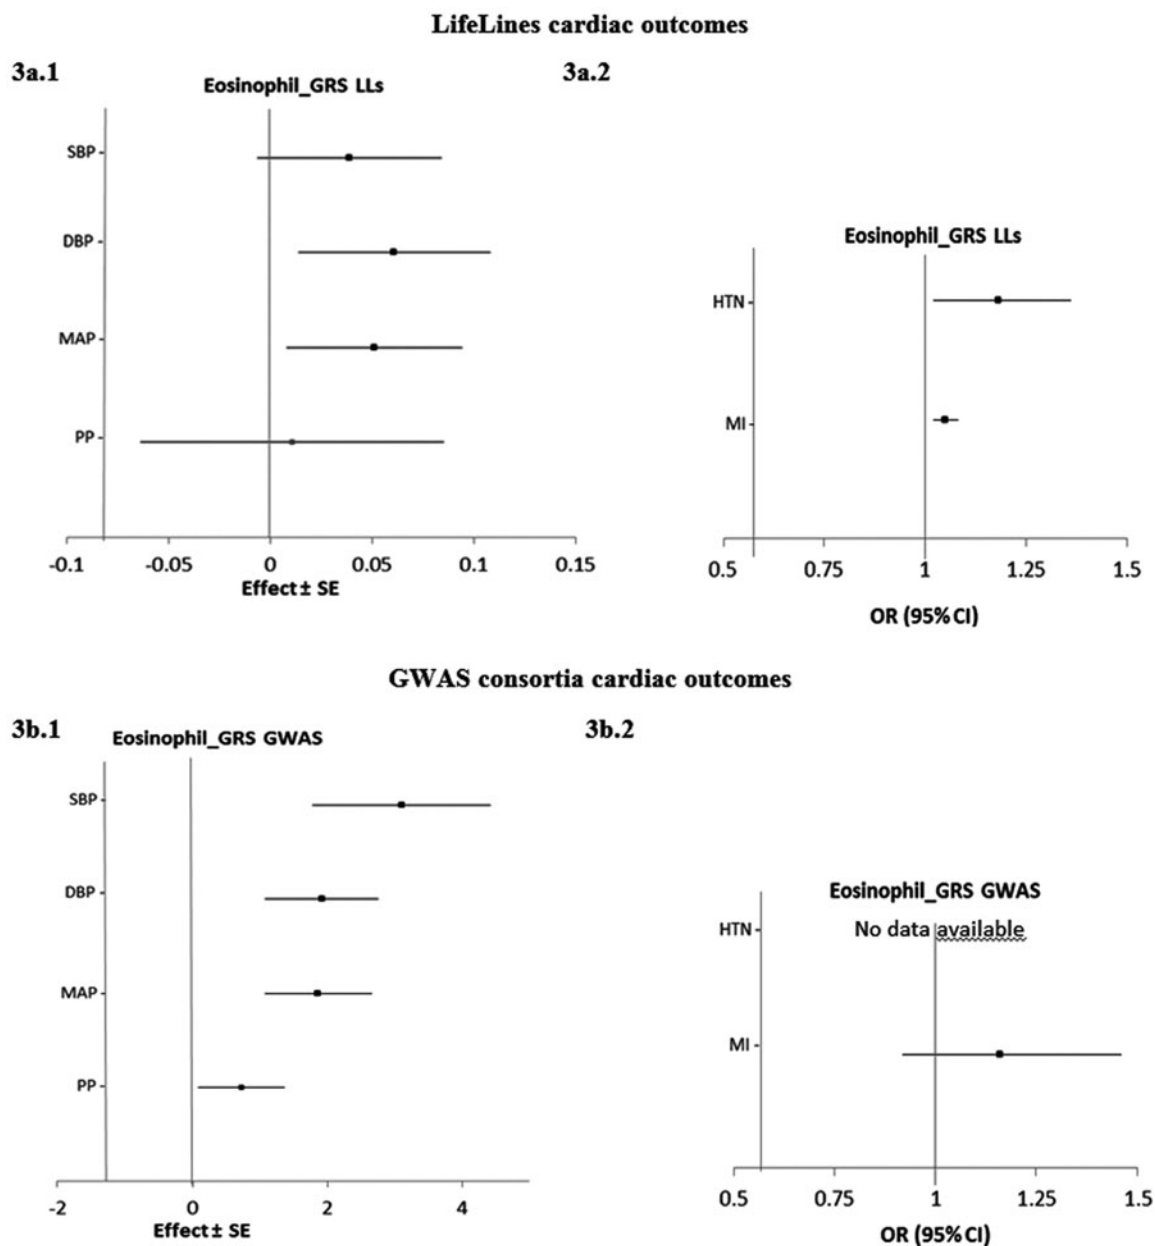 LifeLines cardiac outcomes
3a.1
Eosinophil_GRS LLs
SBP
DBP
MAP
PP
-0.1 -0.05 0 0.05 0.1 0.15
Effect ± SE
3a.2
Eosinophil_GRS LLs
HTN
MI
0.5 0.75 1 1.25 1.5
OR (95% CI)
GWAS consortia cardiac outcomes
3b.1
Eosinophil_GRS GWAS
SBP
DBP
MAP
PP
-2 0 2 4
Effect ± SE
3b.2
Eosinophil_GRS GWAS
HTN
No data available
MI
0.5 0.75 1 1.25 1.5
OR (95% CI)